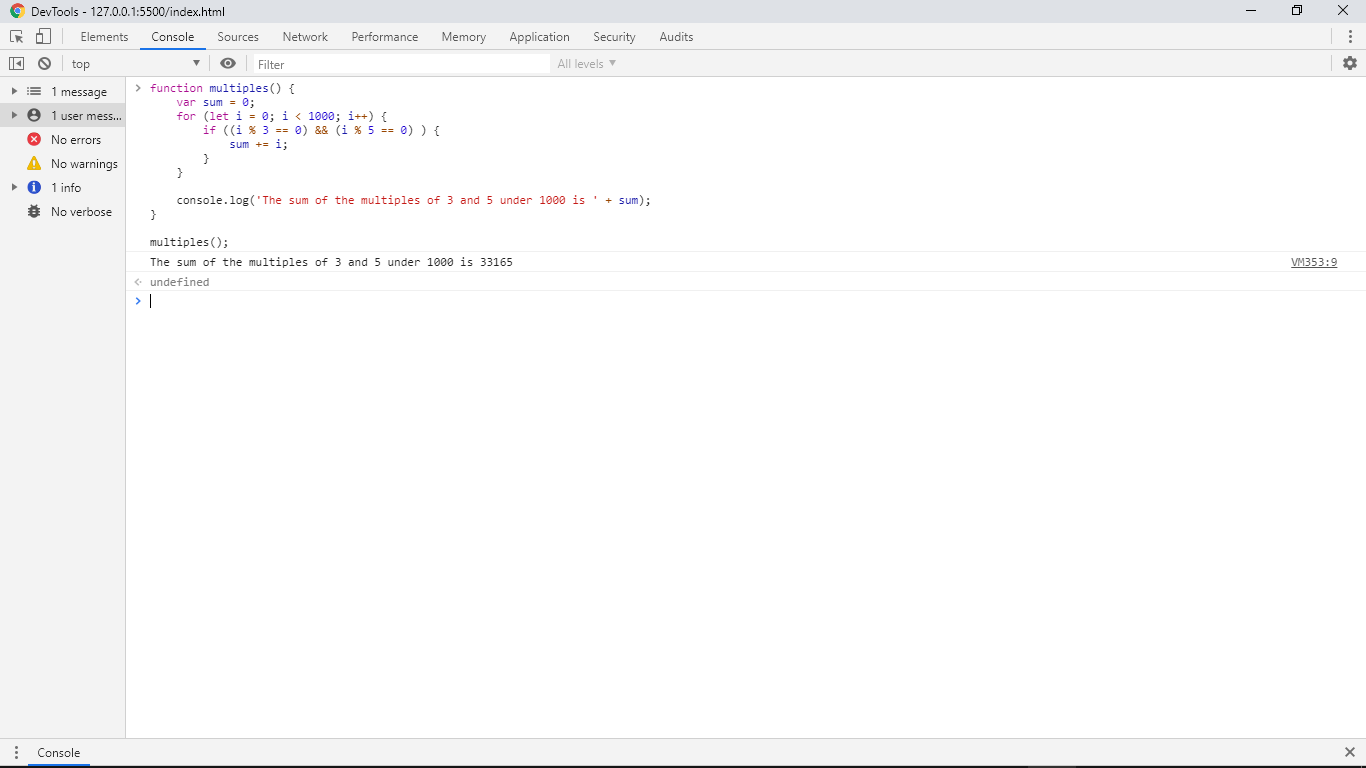 DevTools - 127.0.0.1:5500/index.html
Elements Console Sources Network Performance Memory Application Security Audits
top Filter All levels
1 message
1 user mess...
No errors
No warnings
1 info
No verbose
function multiples() {
    var sum = 0;
    for (let i = 0; i < 1000; i++) {
        if ((i % 3 == 0) && (i % 5 == 0) ) {
            sum += i;
        }
    }

    console.log('The sum of the multiples of 3 and 5 under 1000 is ' + sum);
}

multiples();
The sum of the multiples of 3 and 5 under 1000 is 33165 VM353:9
undefined
Console